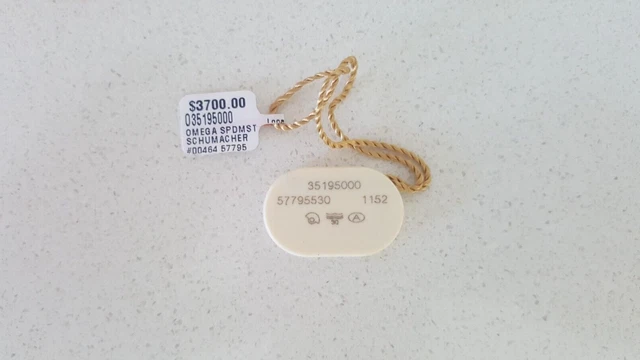 $3700.00
035195000
OMEGA SPDMST
SCHUMACHER
#00464 57795
35195000
57795530 1152
A